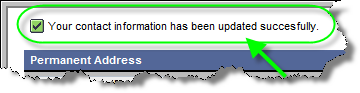 Your contact information has been updated succesfully.
Permanent Address